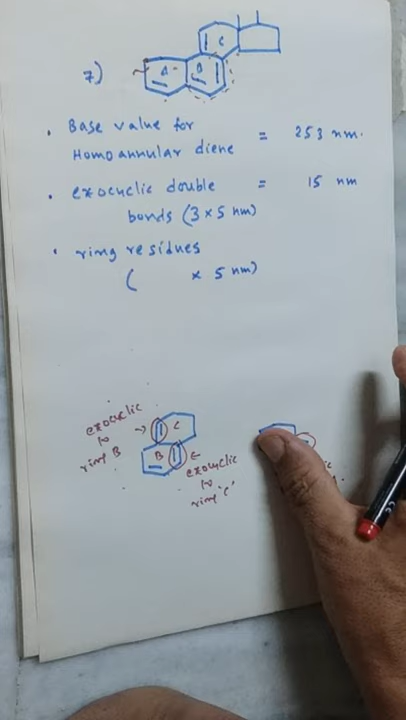 7)
A
B
C
• Base value for
Homoannular diene = 253 nm.
• exocyclic double = 15 nm
bonds (3 × 5 nm)
• ring residues
( × 5 nm)
exocyclic
to
ring B
C
B
exocyclic
to
ring 'c'